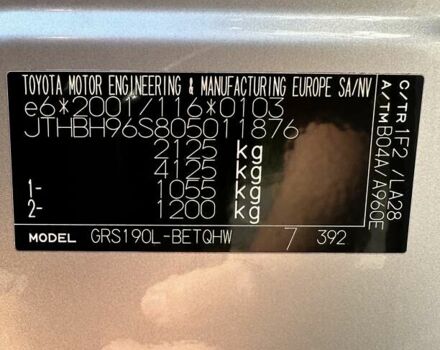 TOYOTA MOTOR ENGINEERING & MANUFACTURING EUROPE SA/NV
e6*2001/116*0103
JTHBH96S805011876
2125 kg
4125 kg
1- 1055 kg
2- 1200 kg
MODEL GRS190L-BETQHW 7 392
C/TR 1F2 /LA28
A/TM B04A/A960E